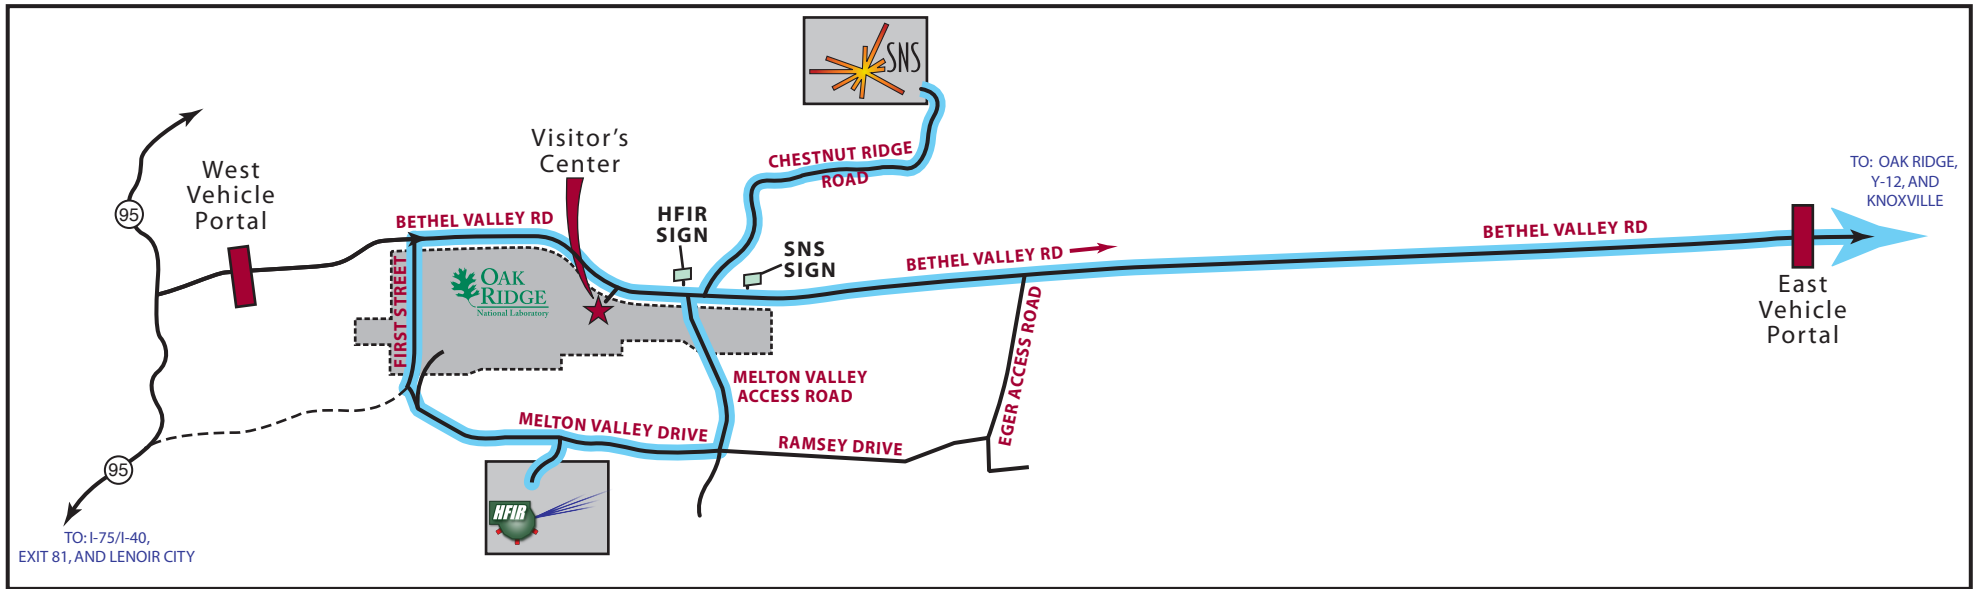 SNS
Visitor's
Center
West
Vehicle
Portal
95
CHESTNUT RIDGE
ROAD
TO: OAK RIDGE,
Y-12, AND
KNOXVILLE
BETHEL VALLEY RD
HFIR
SIGN
SNS
SIGN
BETHEL VALLEY RD
BETHEL VALLEY RD
OAK
RIDGE
National Laboratory
FIRST STREET
East
Vehicle
Portal
EGER ACCESS ROAD
MELTON VALLEY
ACCESS ROAD
MELTON VALLEY DRIVE
RAMSEY DRIVE
95
HFIR
TO: I-75/I-40,
EXIT 81, AND LENOIR CITY